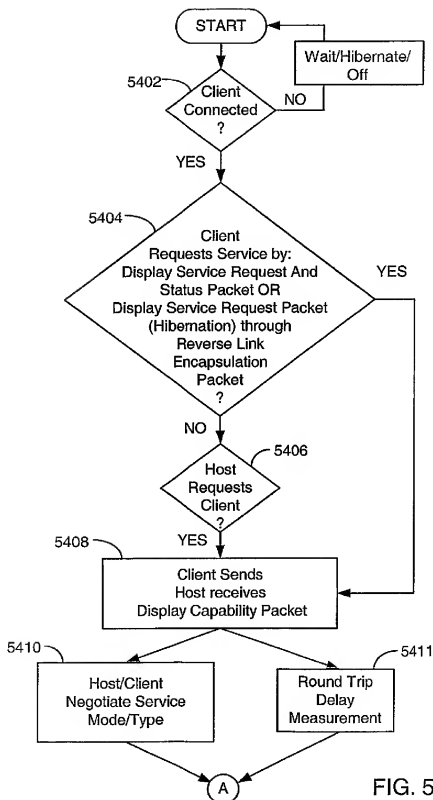 START
Wait/Hibernate/
Off
5402
Client
Connected
?
NO
YES
5404
Client
Requests Service by:
Display Service Request And
Status Packet OR
Display Service Request Packet
(Hibernation) through
Reverse Link
Encapsulation
Packet
?
YES
NO
5406
Host
Requests
Client
?
YES
5408
Client Sends
Host receives
Display Capability Packet
5410
Host/Client
Negotiate Service
Mode/Type
5411
Round Trip
Delay
Measurement
A
FIG. 5